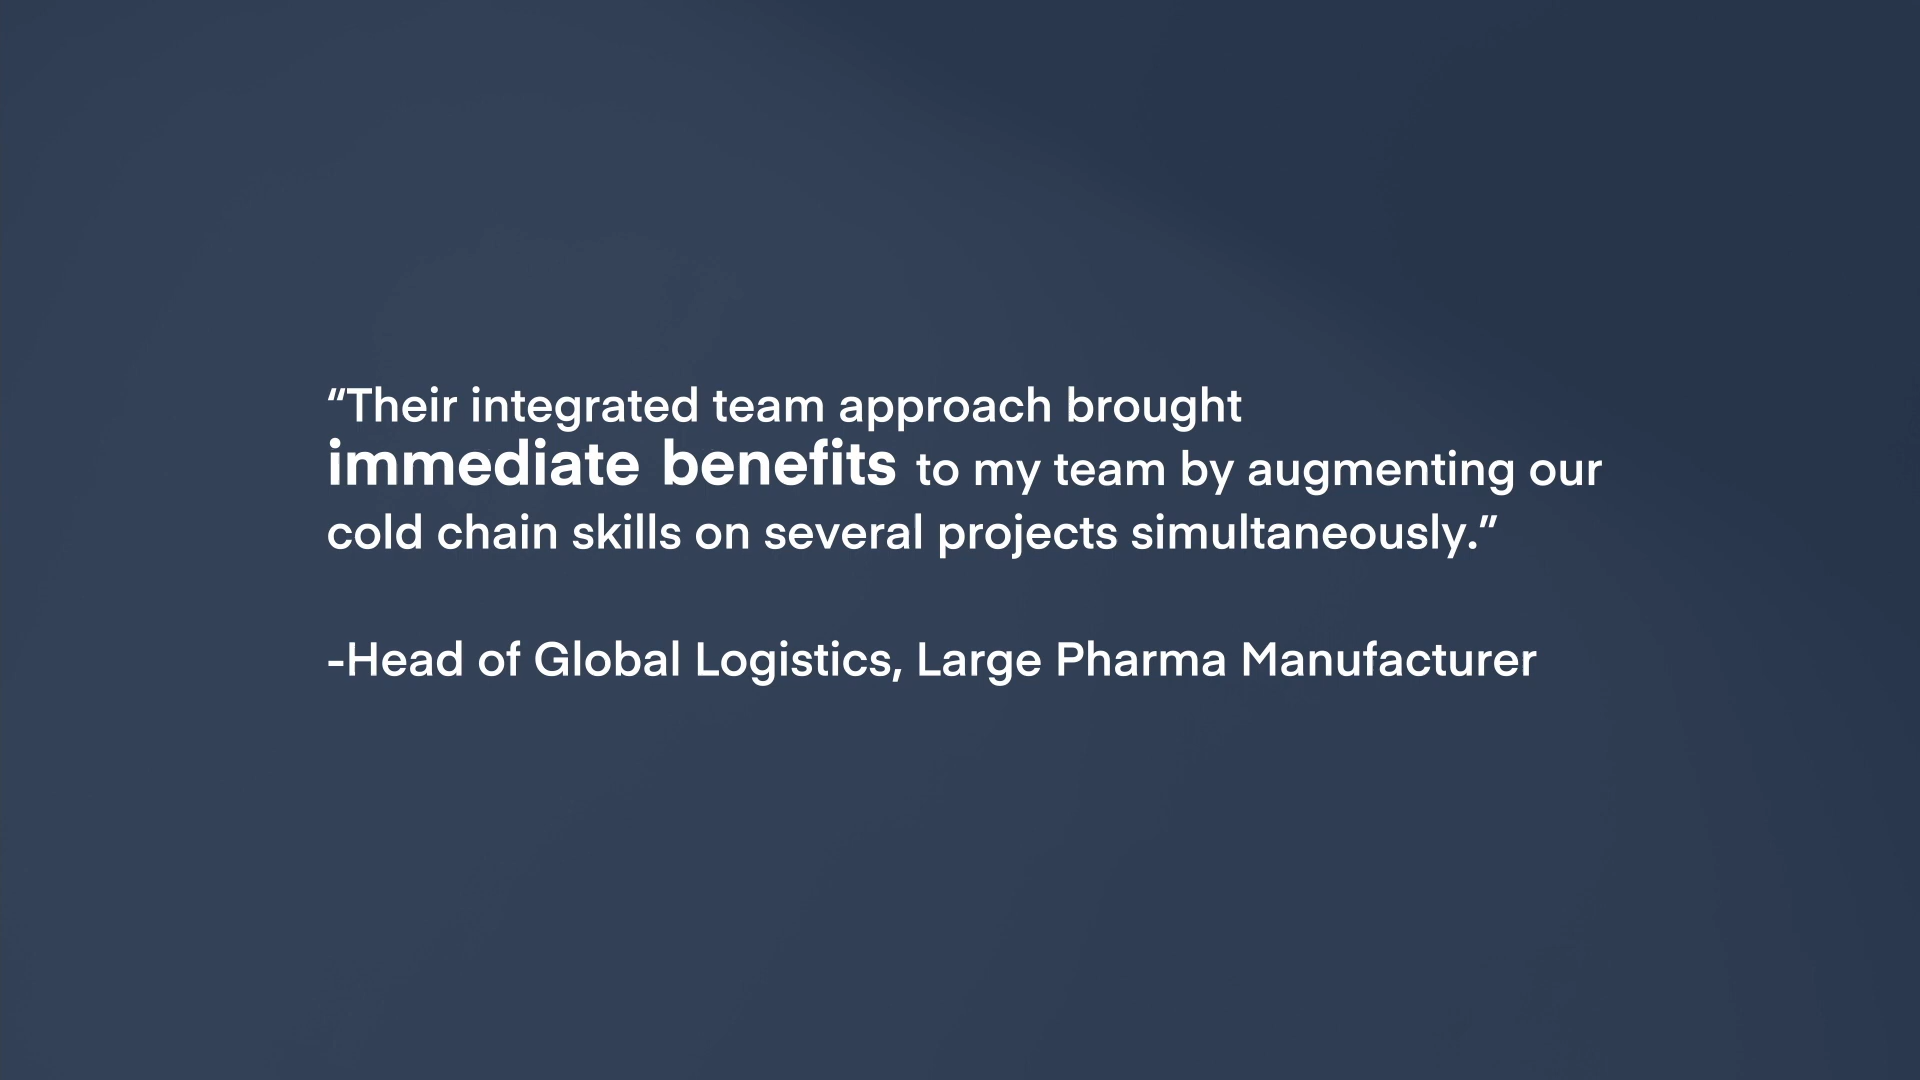 “Their integrated team approach brought
immediate benefits to my team by augmenting our
cold chain skills on several projects simultaneously.”
-Head of Global Logistics, Large Pharma Manufacturer